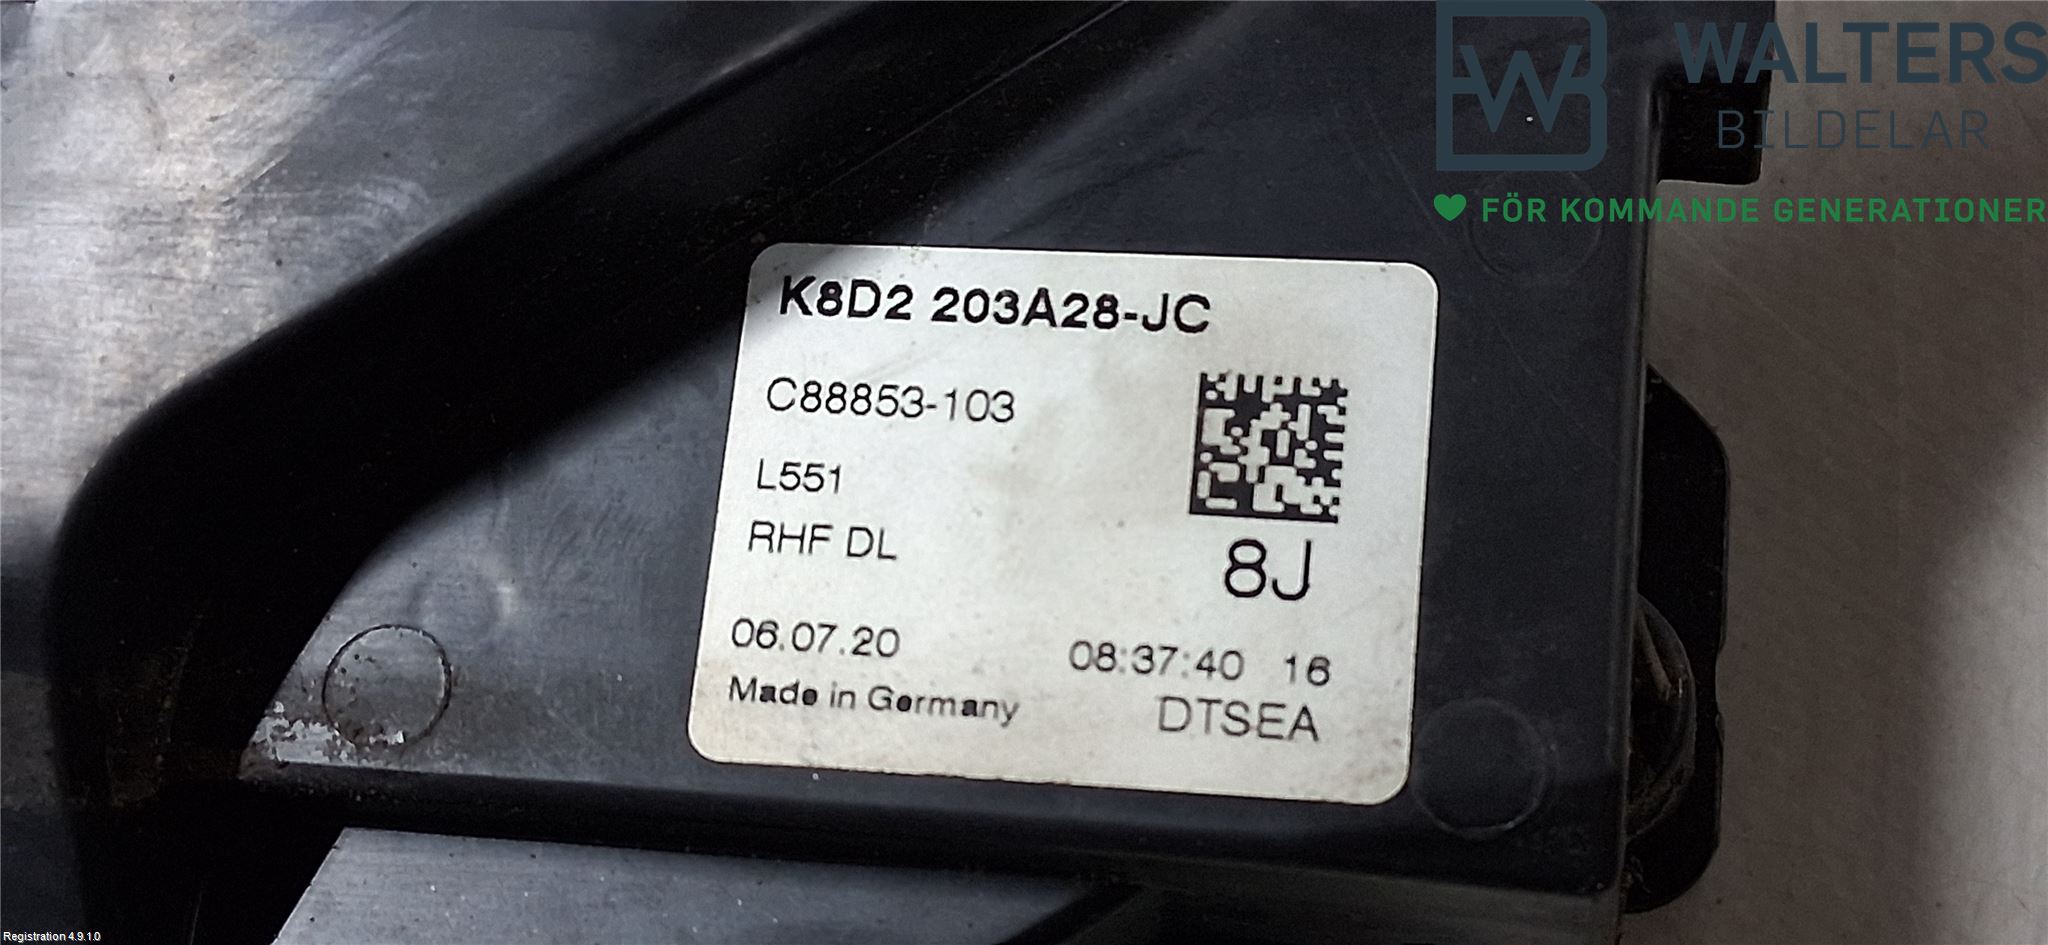 WALTERS
BILDELAR
FÖR KOMMANDE GENERATIONER
K8D2 203A28-JC
C88853-103
L551
RHF DL
8J
06.07.20 08:37:40 16
Made in Germany DTSEA
Registration 4.9.1.0